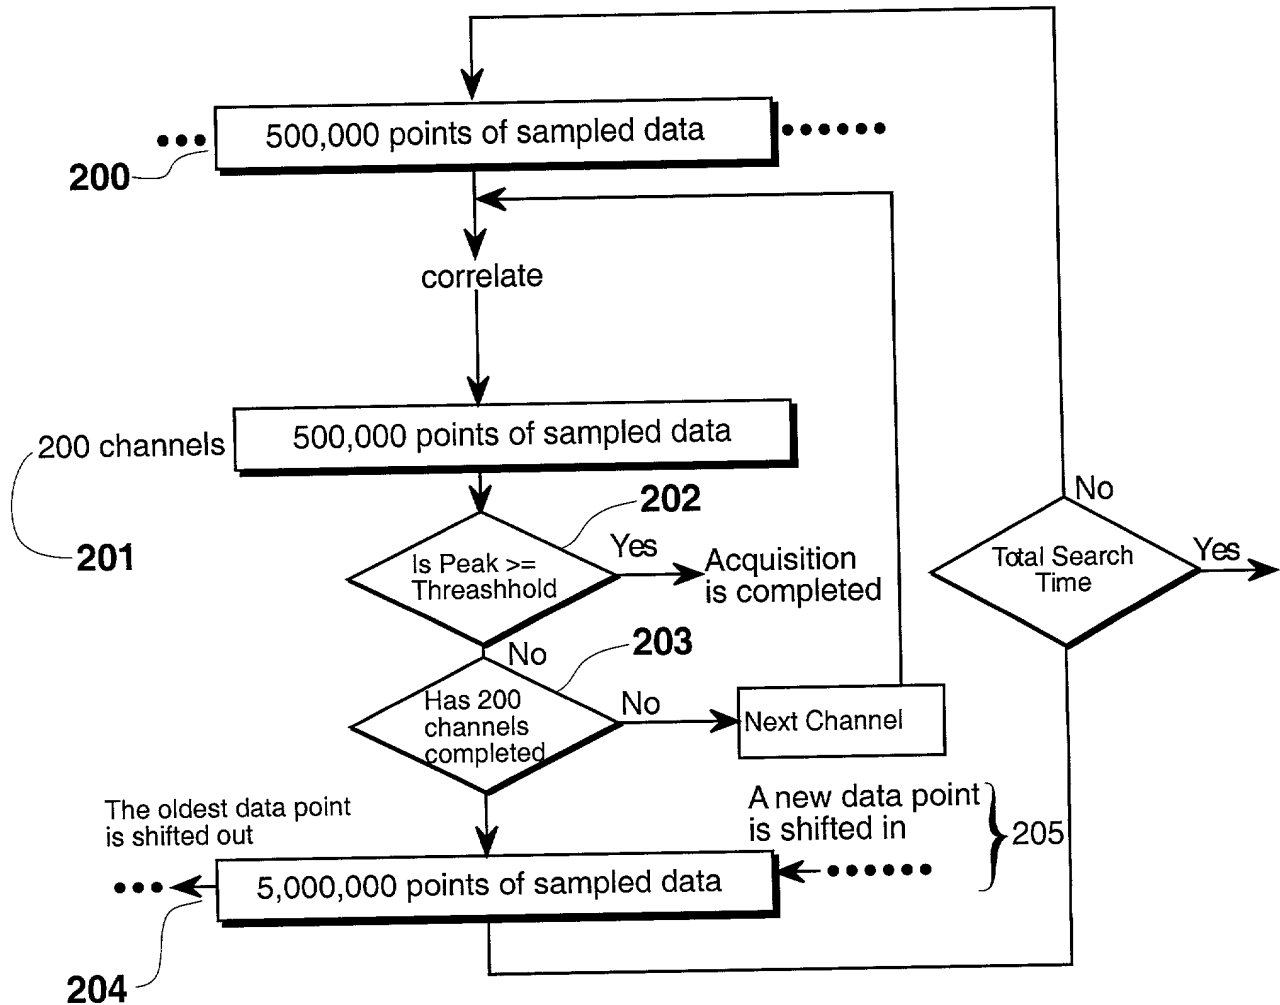 500,000 points of sampled data
200
correlate
200 channels
500,000 points of sampled data
201
202
Is Peak >=
Threashhold
Yes
Acquisition
is completed
No
203
Has 200
channels
completed
No
Next Channel
No
Total Search
Time
Yes
The oldest data point
is shifted out
A new data point
is shifted in
205
5,000,000 points of sampled data
204